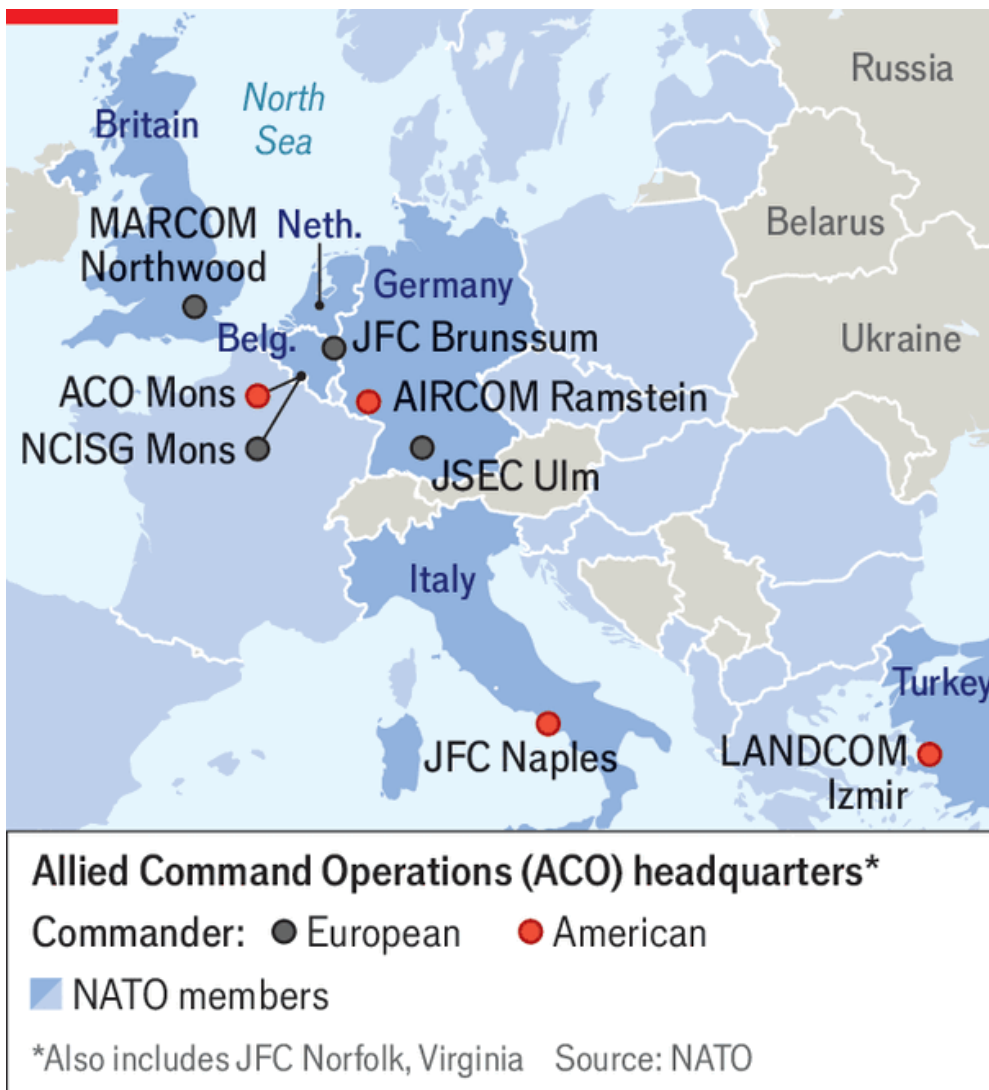 Russia
North
Sea
Britain
Belarus
MARCOM
Northwood
Neth.
Germany
Ukraine
Belg.
JFC Brunssum
ACO Mons
AIRCOM Ramstein
NCISG Mons
JSEC Ulm
Italy
Turkey
JFC Naples
LANDCOM
Izmir
Allied Command Operations (ACO) headquarters*
Commander: European American
NATO members
*Also includes JFC Norfolk, Virginia Source: NATO